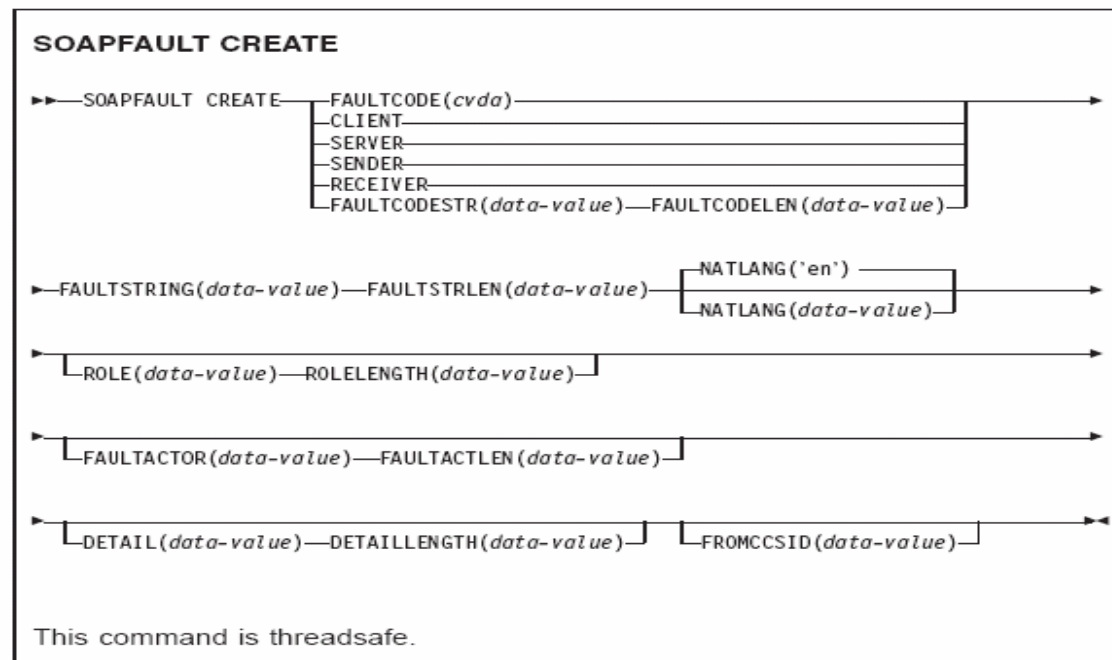 SOAPFAULT CREATE
SOAPFAULT CREATE FAULTCODE(cvda)
CLIENT
SERVER
SENDER
RECEIVER
FAULTCODESTR(data-value) FAULTCODELEN(data-value)
NATLANG('en')
FAULTSTRING(data-value) FAULTSTRLEN(data-value)
NATLANG(data-value)
ROLE(data-value) ROLELENGTH(data-value)
FAULTACTOR(data-value) FAULTACTLEN(data-value)
DETAIL(data-value) DETAILLENGTH(data-value) FROMCCSID(data-value)
This command is threadsafe.